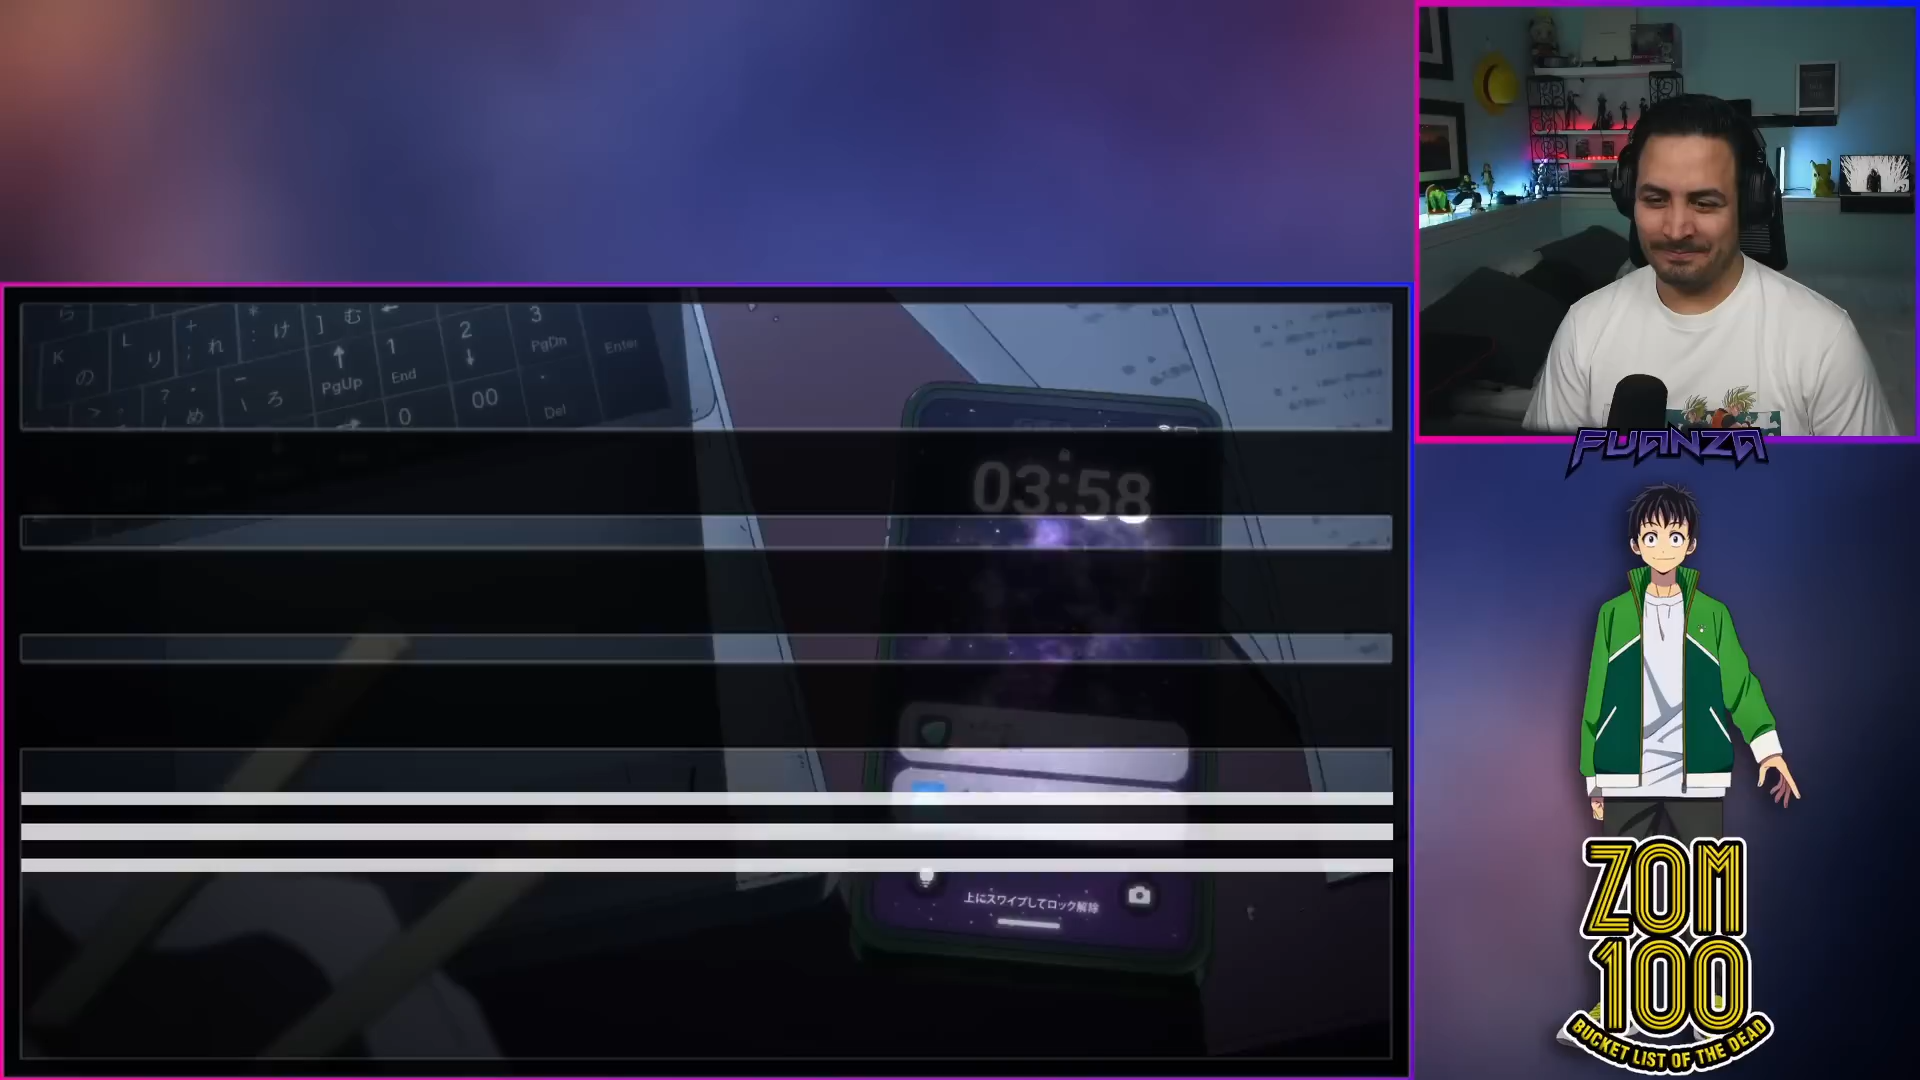 ら
K L + * ] む ← 2 3
の り ; れ : け ↑ 1 ↓ PgDn Enter
? め \ ろ PgUp End 00 Del
→ 0
03:58
上にスワイプしてロック解除
FUANZA
ZOM
100
BUCKET LIST OF THE DEAD